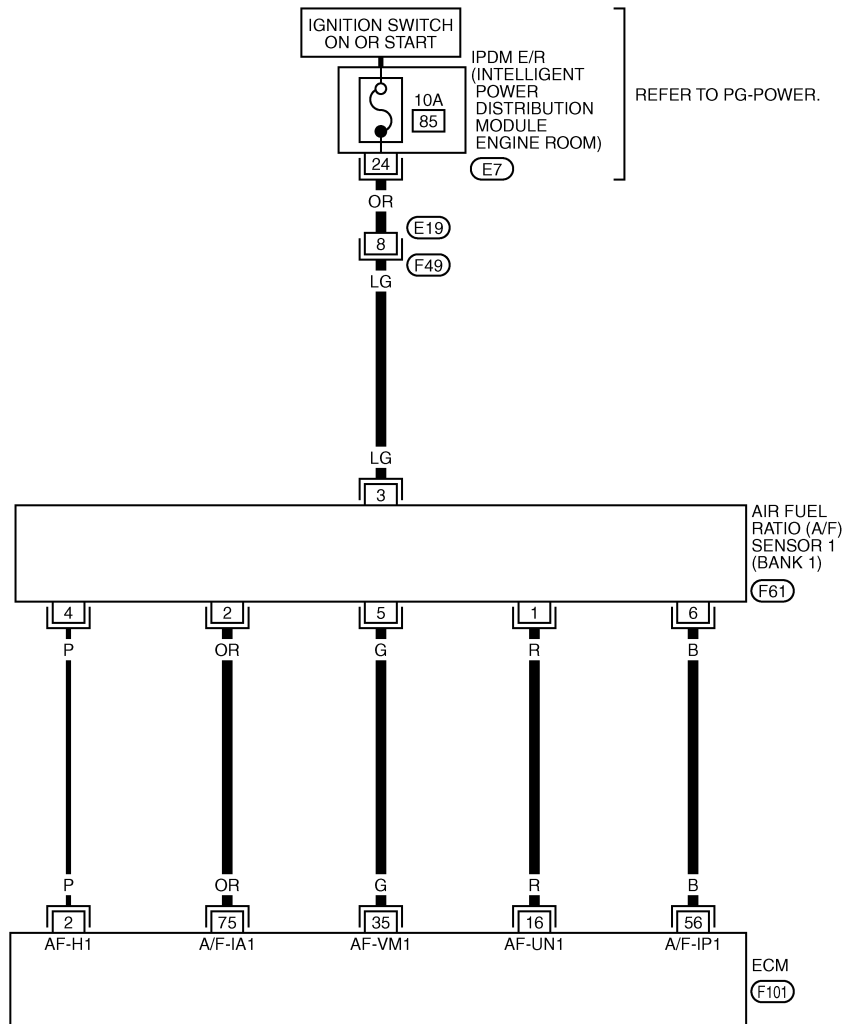 IGNITION SWITCH
ON OR START
IPDM E/R
(INTELLIGENT
POWER
DISTRIBUTION
MODULE
ENGINE ROOM)
REFER TO PG-POWER.
10A
85
24
E7
OR
E19
8
F49
LG
LG
3
AIR FUEL
RATIO (A/F)
SENSOR 1
(BANK 1)
F61
4 2 5 1 6
P OR G R B
P OR G R B
2 75 35 16 56
AF-H1 A/F-IA1 AF-VM1 AF-UN1 A/F-IP1
ECM
F101